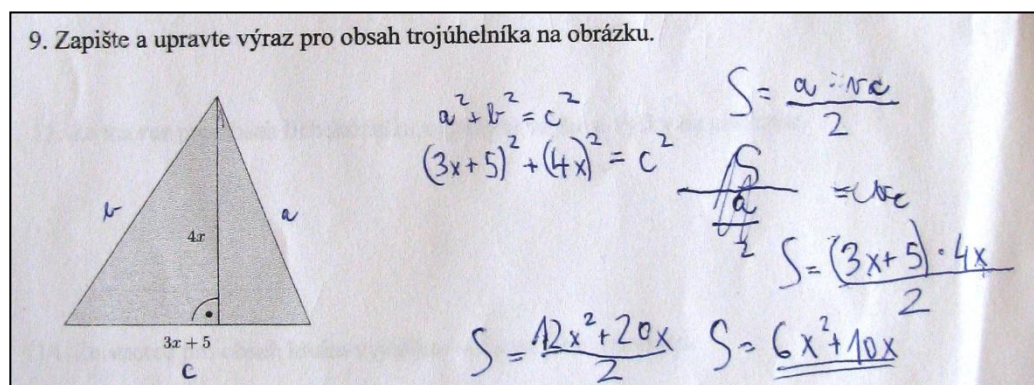 9. Zapište a upravte výraz pro obsah trojúhelníka na obrázku.
a² + b² = c²
(3x+5)² + (4x)² = c²
S = a · vc / 2
b
a
4x
3x + 5
c
S = (3x+5) · 4x / 2
S = 12x² + 20x / 2
S = 6x² + 10x